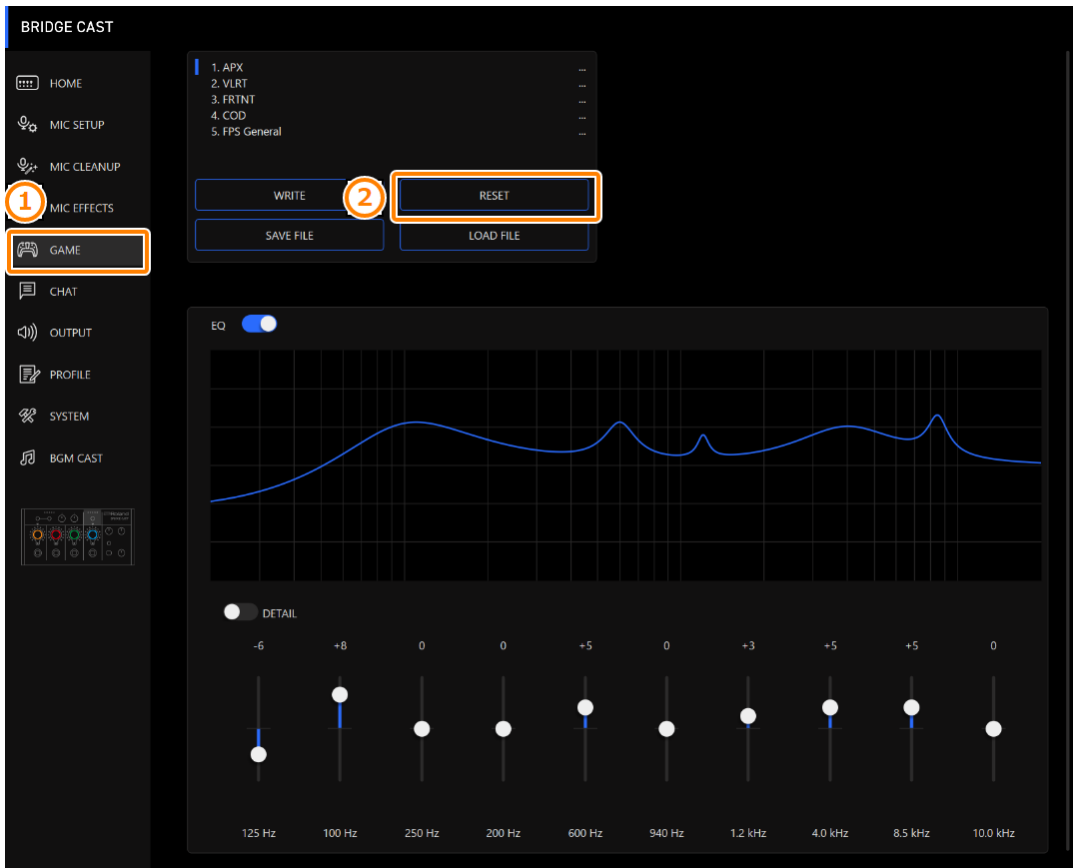 BRIDGE CAST
HOME
MIC SETUP
MIC CLEANUP
1
MIC EFFECTS
GAME
CHAT
OUTPUT
PROFILE
SYSTEM
BGM CAST
1. APX ...
2. VLRT ...
3. FRTNT ...
4. COD ...
5. FPS General ...
WRITE 2 RESET
SAVE FILE LOAD FILE
EQ
DETAIL
-6 +8 0 0 +5 0 +3 +5 +5 0
125 Hz 100 Hz 250 Hz 200 Hz 600 Hz 940 Hz 1.2 kHz 4.0 kHz 8.5 kHz 10.0 kHz